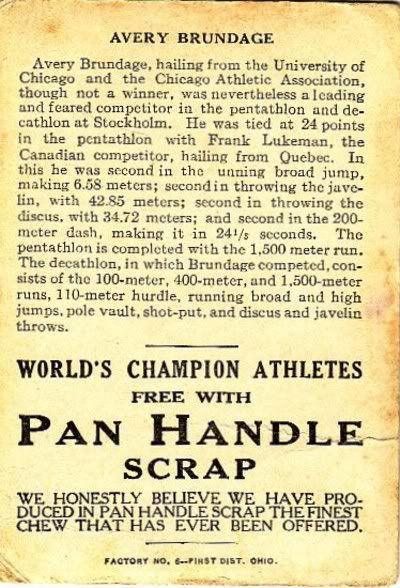 AVERY BRUNDAGE
Avery Brundage, hailing from the University of
Chicago and the Chicago Athletic Association,
though not a winner, was nevertheless a leading
and feared competitor in the pentathlon and de-
cathlon at Stockholm. He was tied at 24 points
in the pentathlon with Frank Lukeman, the
Canadian competitor, hailing from Quebec. In
this he was second in the unning broad jump,
making 6.58 meters; second in throwing the jave-
lin, with 42.85 meters; second in throwing the
discus, with 34.72 meters; and second in the 200-
meter dash, making it in 24¹/₅ seconds. The
pentathlon is completed with the 1,500 meter run.
The decathlon, in which Brundage competed, con-
sists of the 100-meter, 400-meter, and 1,500-meter
runs, 110-meter hurdle, running broad and high
jumps, pole vault, shot-put, and discus and javelin
throws.
WORLD'S CHAMPION ATHLETES
FREE WITH
PAN HANDLE
SCRAP
WE HONESTLY BELIEVE WE HAVE PRO-
DUCED IN PAN HANDLE SCRAP THE FINEST
CHEW THAT HAS EVER BEEN OFFERED.
FACTORY NO. 6--FIRST DIST. OHIO.